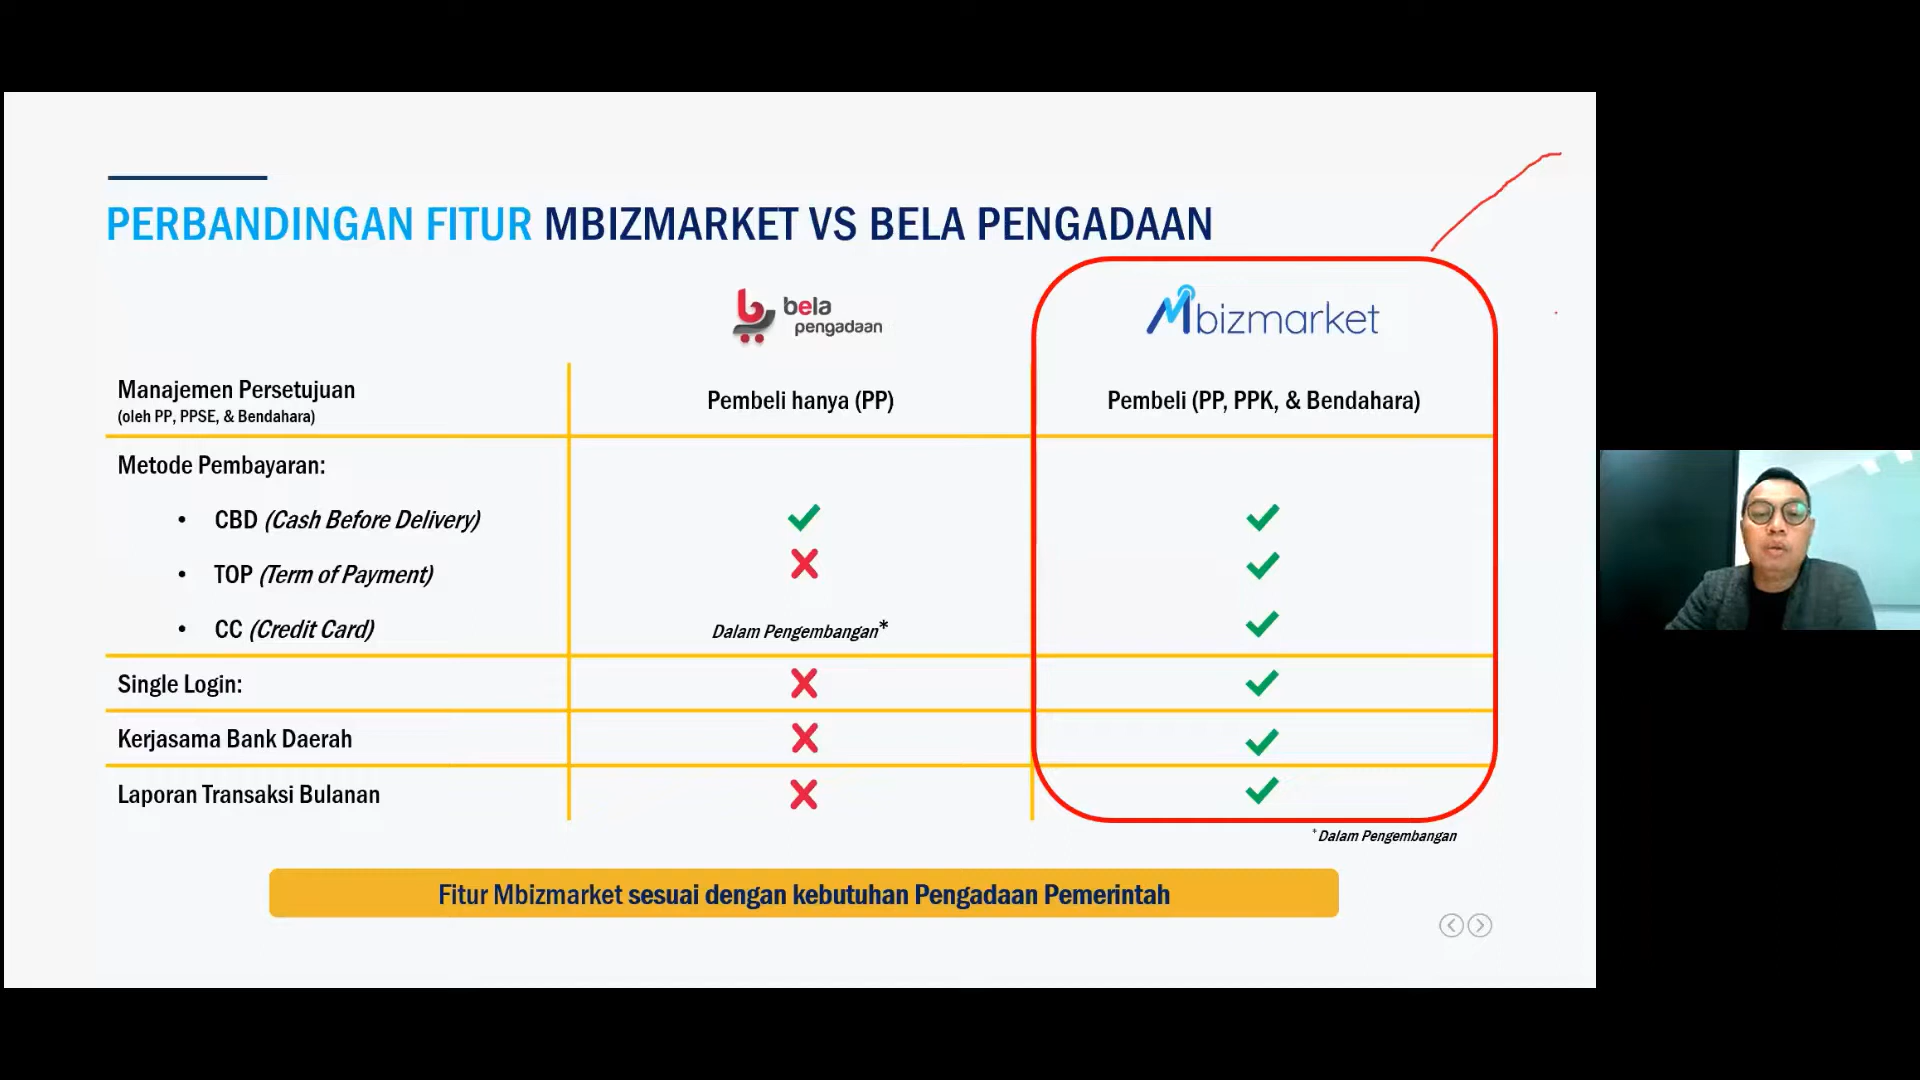 PERBANDINGAN FITUR MBIZMARKET VS BELA PENGADAAN
bela
pengadaan
Mbizmarket
Manajemen Persetujuan
(oleh PP, PPSE, & Bendahara)
Pembeli hanya (PP)
Pembeli (PP, PPK, & Bendahara)
Metode Pembayaran:
• CBD (Cash Before Delivery)
• TOP (Term of Payment)
• CC (Credit Card)
Dalam Pengembangan*
Single Login:
Kerjasama Bank Daerah
Laporan Transaksi Bulanan
*Dalam Pengembangan
Fitur Mbizmarket sesuai dengan kebutuhan Pengadaan Pemerintah